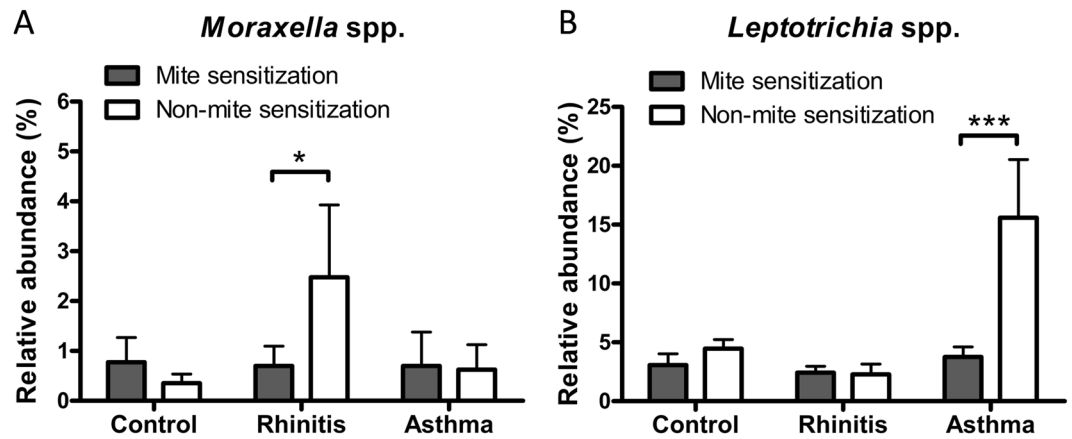 A
Moraxella spp.
Mite sensitization
Non-mite sensitization
Relative abundance (%)
6
5
4
3
2
1
0
*
Control Rhinitis Asthma
B
Leptotrichia spp.
Mite sensitization
Non-mite sensitization
Relative abundance (%)
25
20
15
10
5
0
***
Control Rhinitis Asthma